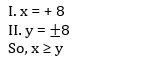 I. x = + 8
II. y = ±8
So, x ≥ y